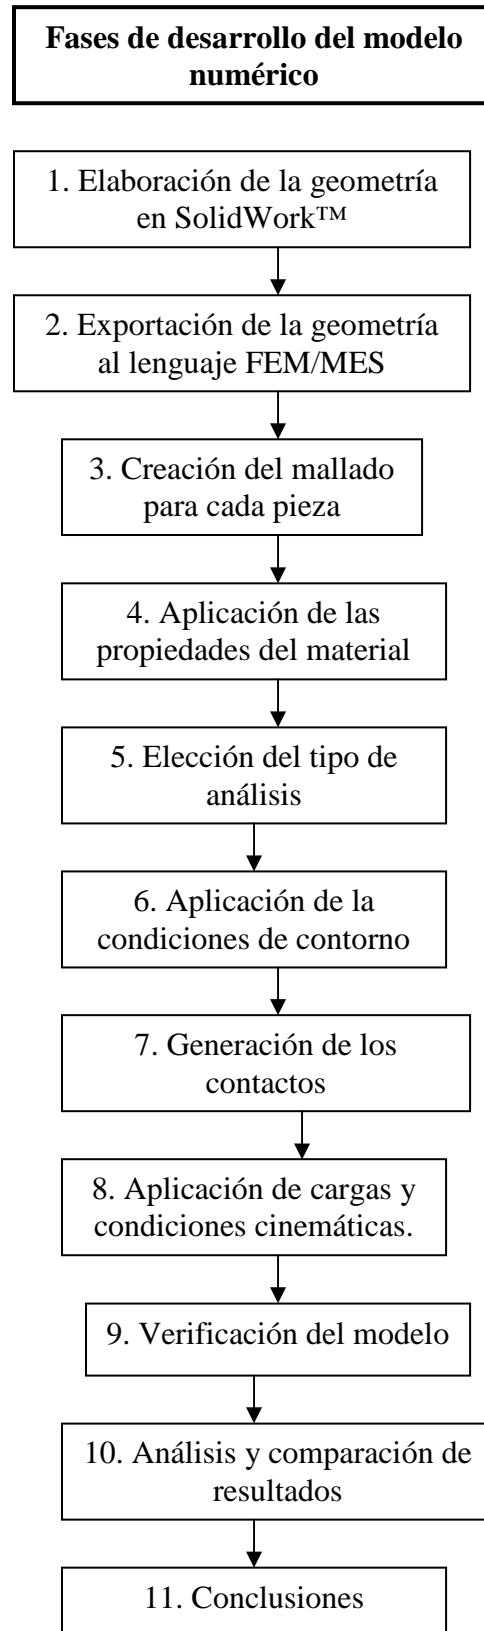 Fases de desarrollo del modelo
numérico
1. Elaboración de la geometría
en SolidWork™
2. Exportación de la geometría
al lenguaje FEM/MES
3. Creación del mallado
para cada pieza
4. Aplicación de las
propiedades del material
5. Elección del tipo de
análisis
6. Aplicación de la
condiciones de contorno
7. Generación de los
contactos
8. Aplicación de cargas y
condiciones cinemáticas.
9. Verificación del modelo
10. Análisis y comparación de
resultados
11. Conclusiones